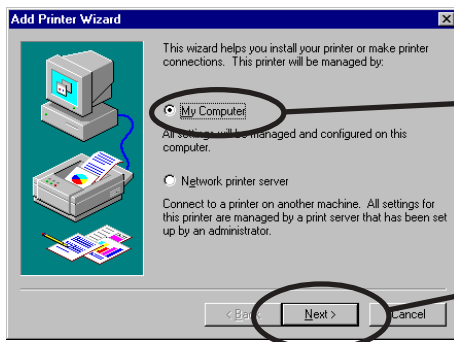 Add Printer Wizard
This wizard helps you install your printer or make printer
connections. This printer will be managed by:
My Computer
All settings will be managed and configured on this
computer.
Network printer server
Connect to a printer on another machine. All settings for
this printer are managed by a print server that has been set
up by an administrator.
< Back Next > Cancel